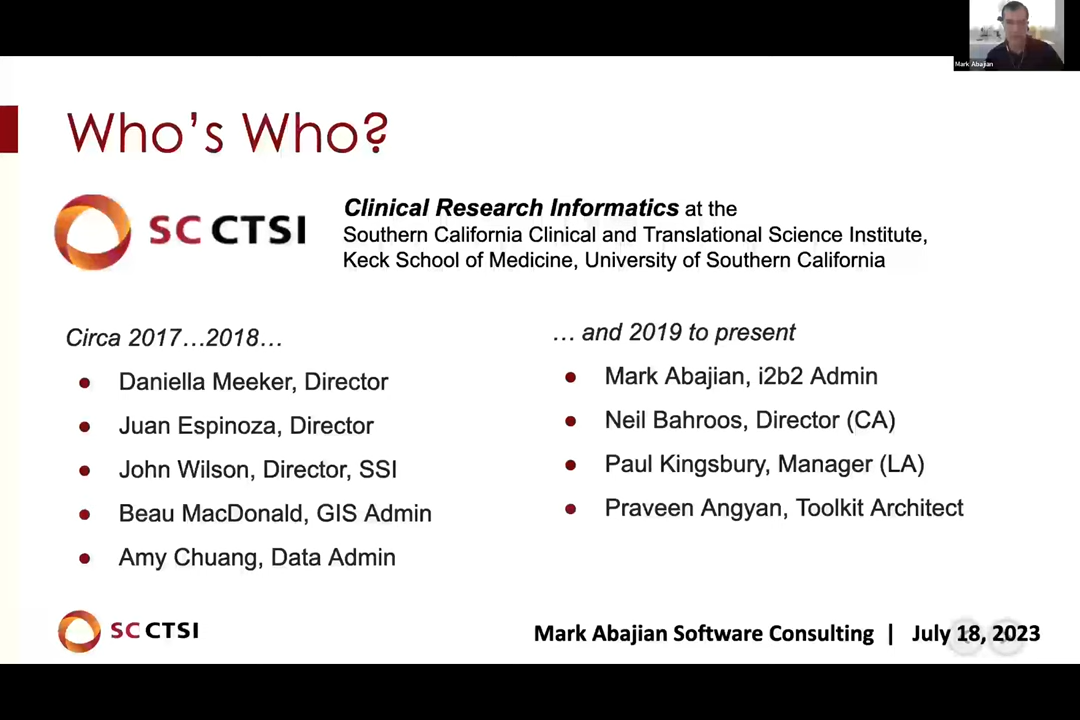 Mark Abajian
Who's Who?
SC CTSI
Clinical Research Informatics at the
Southern California Clinical and Translational Science Institute,
Keck School of Medicine, University of Southern California
Circa 2017…2018…
● Daniella Meeker, Director
● Juan Espinoza, Director
● John Wilson, Director, SSI
● Beau MacDonald, GIS Admin
● Amy Chuang, Data Admin
… and 2019 to present
● Mark Abajian, i2b2 Admin
● Neil Bahroos, Director (CA)
● Paul Kingsbury, Manager (LA)
● Praveen Angyan, Toolkit Architect
SC CTSI
Mark Abajian Software Consulting | July 18, 2023